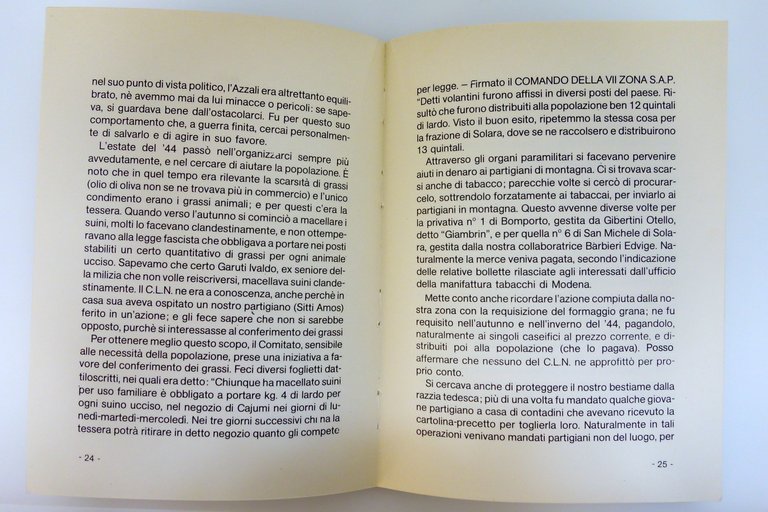 nel suo punto di vista politico, l'Azzali era altrettanto equili-
brato, nè avemmo mai da lui minacce o pericoli: se sape-
va, si guardava bene dall'ostacolarci. Fu per questo suo
comportamento che, a guerra finita, cercai personalmen-
te di salvarlo e di agire in suo favore.
L'estate del '44 passò nell'organizzarci sempre più
avvedutamente, e nel cercare di aiutare la popolazione. È
noto che in quel tempo era rilevante la scarsità di grassi
(olio di oliva non se ne trovava più in commercio) e l'unico
condimento erano i grassi animali; e per questi c'era la
tessera. Quando verso l'autunno si cominciò a macellare i
suini, molti lo facevano clandestinamente, e non ottempe-
ravano alla legge fascista che obbligava a portare nei posti
stabiliti un certo quantitativo di grassi per ogni animale
ucciso. Sapevamo che certo Garuti Ivaldo, ex seniore del-
la milizia che non volle reiscriversi, macellava suini clande-
stinamente. Il C.L.N. ne era a conoscenza, anche perchè in
casa sua aveva ospitato un nostro partigiano (Sitti Amos)
ferito in un'azione; e gli fece sapere che non si sarebbe
opposto, purchè si interessasse al conferimento dei grassi
Per ottenere meglio questo scopo, il Comitato, sensibile
alle necessità della popolazione, prese una iniziativa a fa-
vore del conferimento dei grassi. Feci diversi foglietti dat-
tiloscritti, nei quali era detto: "Chiunque ha macellato suini
per uso familiare è obbligato a portare kg. 4 di lardo per
ogni suino ucciso, nel negozio di Cajumi nei giorni di lu-
nedì-martedì-mercoledì. Nei tre giorni successivi chi na la
tessera potrà ritirare in detto negozio quanto gli compete
- 24 -
per legge. – Firmato il COMANDO DELLA VII ZONA S.A.P.
"Detti volantini furono affissi in diversi posti del paese. Ri-
sultò che furono distribuiti alla popolazione ben 12 quintali
di lardo. Visto il buon esito, ripetemmo la stessa cosa per
la frazione di Solara, dove se ne raccolsero e distribuirono
13 quintali.
Attraverso gli organi paramilitari si facevano pervenire
aiuti in denaro ai partigiani di montagna. Ci si trovava scar-
si anche di tabacco; parecchie volte si cercò di procurar-
celo, sottrendolo forzatamente ai tabaccai, per inviarlo ai
partigiani in montagna. Questo avvenne diverse volte per
la privativa n° 1 di Bomporto, gestita da Gibertini Otello,
detto "Giambrin", e per quella n° 6 di San Michele di Sola-
ra, gestita dalla nostra collaboratrice Barbieri Edvige. Na-
turalmente la merce veniva pagata, secondo l'indicazione
delle relative bollette rilasciate agli interessati dall'ufficio
della manifattura tabacchi di Modena.
Mette conto anche ricordare l'azione compiuta dalla no-
stra zona con la requisizione del formaggio grana; ne fu
requisito nell'autunno e nell'inverno del '44, pagandolo,
naturalmente ai singoli caseifici al prezzo corrente, e di-
stribuiti poi alla popolazione (che lo pagava). Posso
affermare che nessuno del C.L.N. ne approfittò per pro-
prio conto.
Si cercava anche di proteggere il nostro bestiame dalla
razzia tedesca; più di una volta fu mandato qualche giova-
ne partigiano a casa di contadini che avevano ricevuto la
cartolina-precetto per toglierla loro. Naturalmente in tali
operazioni venivano mandati partigiani non del luogo, per
- 25 -